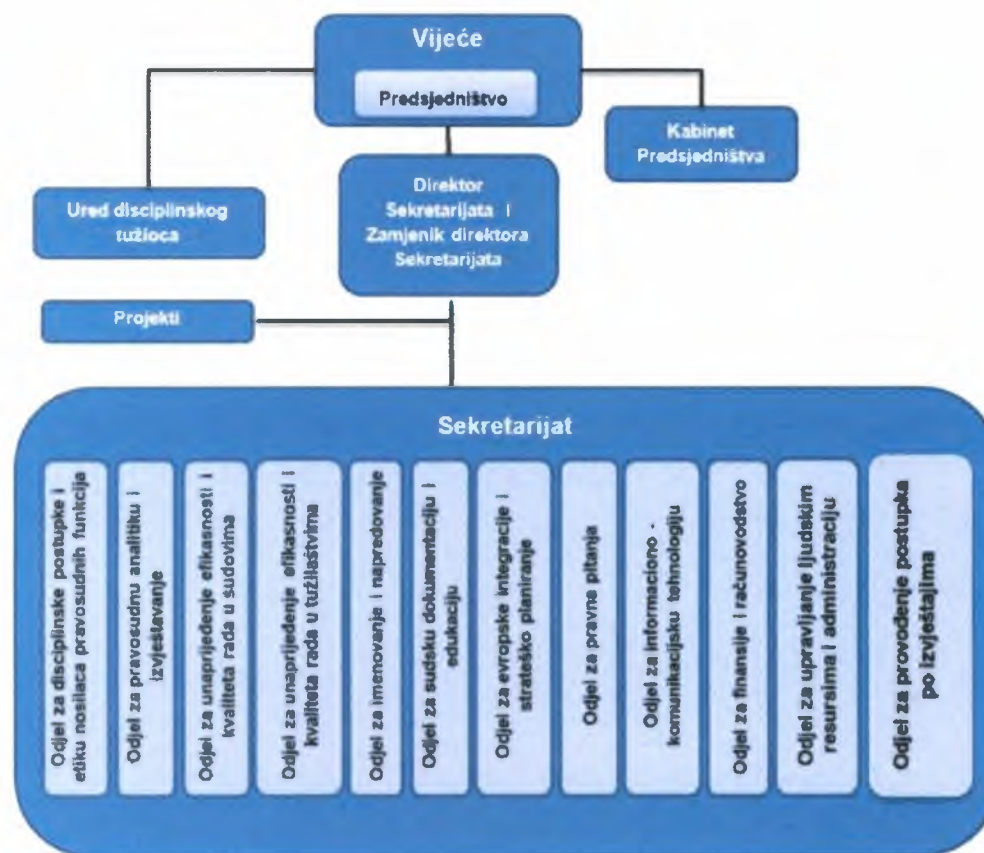 Vijeće
Predsjedništvo
Kabinet
Predsjedništva
Ured disciplinskog
tužioca
Direktor
Sekretarijata i
Zamjenik direktora
Sekretarijata
Projekti
Sekretarijat
Odjel za disciplinske postupke i
etiku nosilaca pravosudnih funkcija
Odjel za pravosudnu analitiku i
izvještavanje
Odjel za unaprijeđenje efikasnosti i
kvaliteta rada u sudovima
Odjel za unaprijeđenje efikasnosti i
kvaliteta rada u tužilaštvima
Odjel za imenovanje i napredovanje
Odjel za sudsku dokumentaciju i
edukaciju
Odjel za evropske integracije i
strateško planiranje
Odjel za pravna pitanja
Odjel za informaciono -
komunikacijsku tehnologiju
Odjel za finansije i računovodstvo
Odjel za upravljanje ljudskim
resursima i administraciju
Odjel za provođenje postupka
po izvještajima